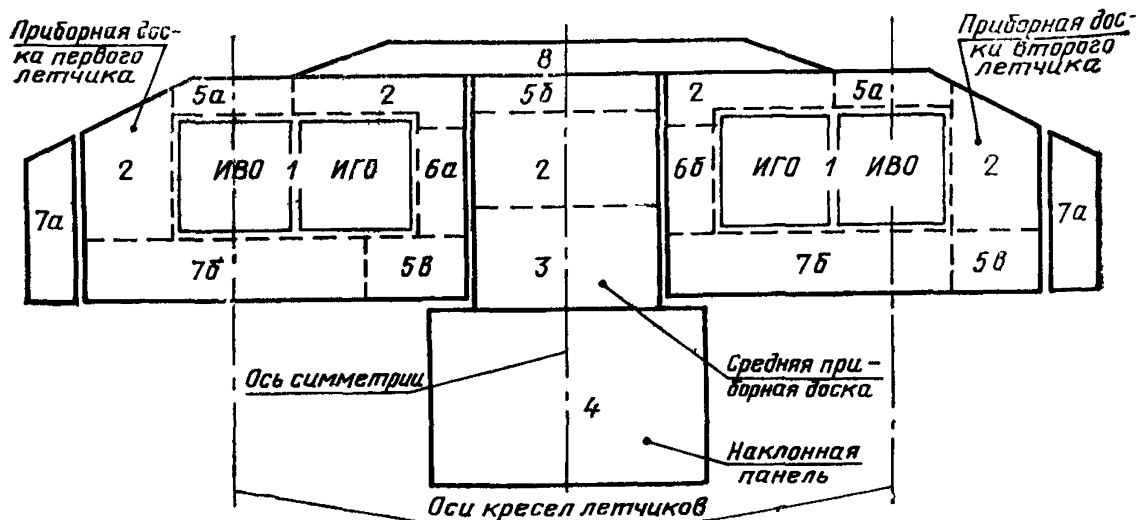 Приборная дос-
ка первого
летчика
Приборная дос-
ки второго
летчика
8
5а
2
5б
2
5а
2
ИВО
1
ИГО
6а
2
6б
ИГО
1
ИВО
2
7а
7а
7б
5в
3
7б
5в
Ось симметрии
Средняя при-
борная доска
4
Наклонная
панель
Оси кресел летчиков